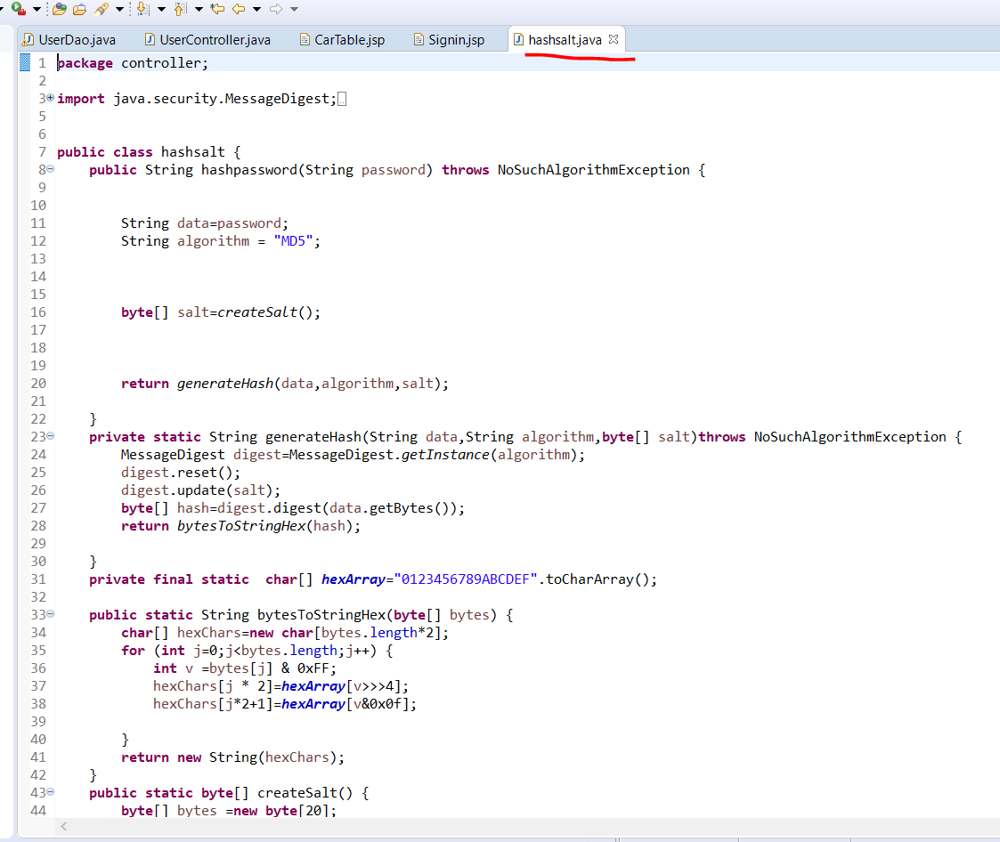 UserDao.java UserController.java CarTable.jsp Signin.jsp hashsalt.java
1 package controller;
2
3 import java.security.MessageDigest;
5
6
7 public class hashsalt {
8 public String hashpassword(String password) throws NoSuchAlgorithmException {
9
10
11 String data=password;
12 String algorithm = "MD5";
13
14
15
16 byte[] salt=createSalt();
17
18
19
20 return generateHash(data,algorithm,salt);
21
22 }
23 private static String generateHash(String data,String algorithm,byte[] salt)throws NoSuchAlgorithmException {
24 MessageDigest digest=MessageDigest.getInstance(algorithm);
25 digest.reset();
26 digest.update(salt);
27 byte[] hash=digest.digest(data.getBytes());
28 return bytesToStringHex(hash);
29
30 }
31 private final static  char[] hexArray="0123456789ABCDEF".toCharArray();
32
33 public static String bytesToStringHex(byte[] bytes) {
34 char[] hexChars=new char[bytes.length*2];
35 for (int j=0;j<bytes.length;j++) {
36 int v =bytes[j] & 0xFF;
37 hexChars[j * 2]=hexArray[v>>>4];
38 hexChars[j*2+1]=hexArray[v&0x0f];
39
40 }
41 return new String(hexChars);
42 }
43 public static byte[] createSalt() {
44 byte[] bytes =new byte[20];